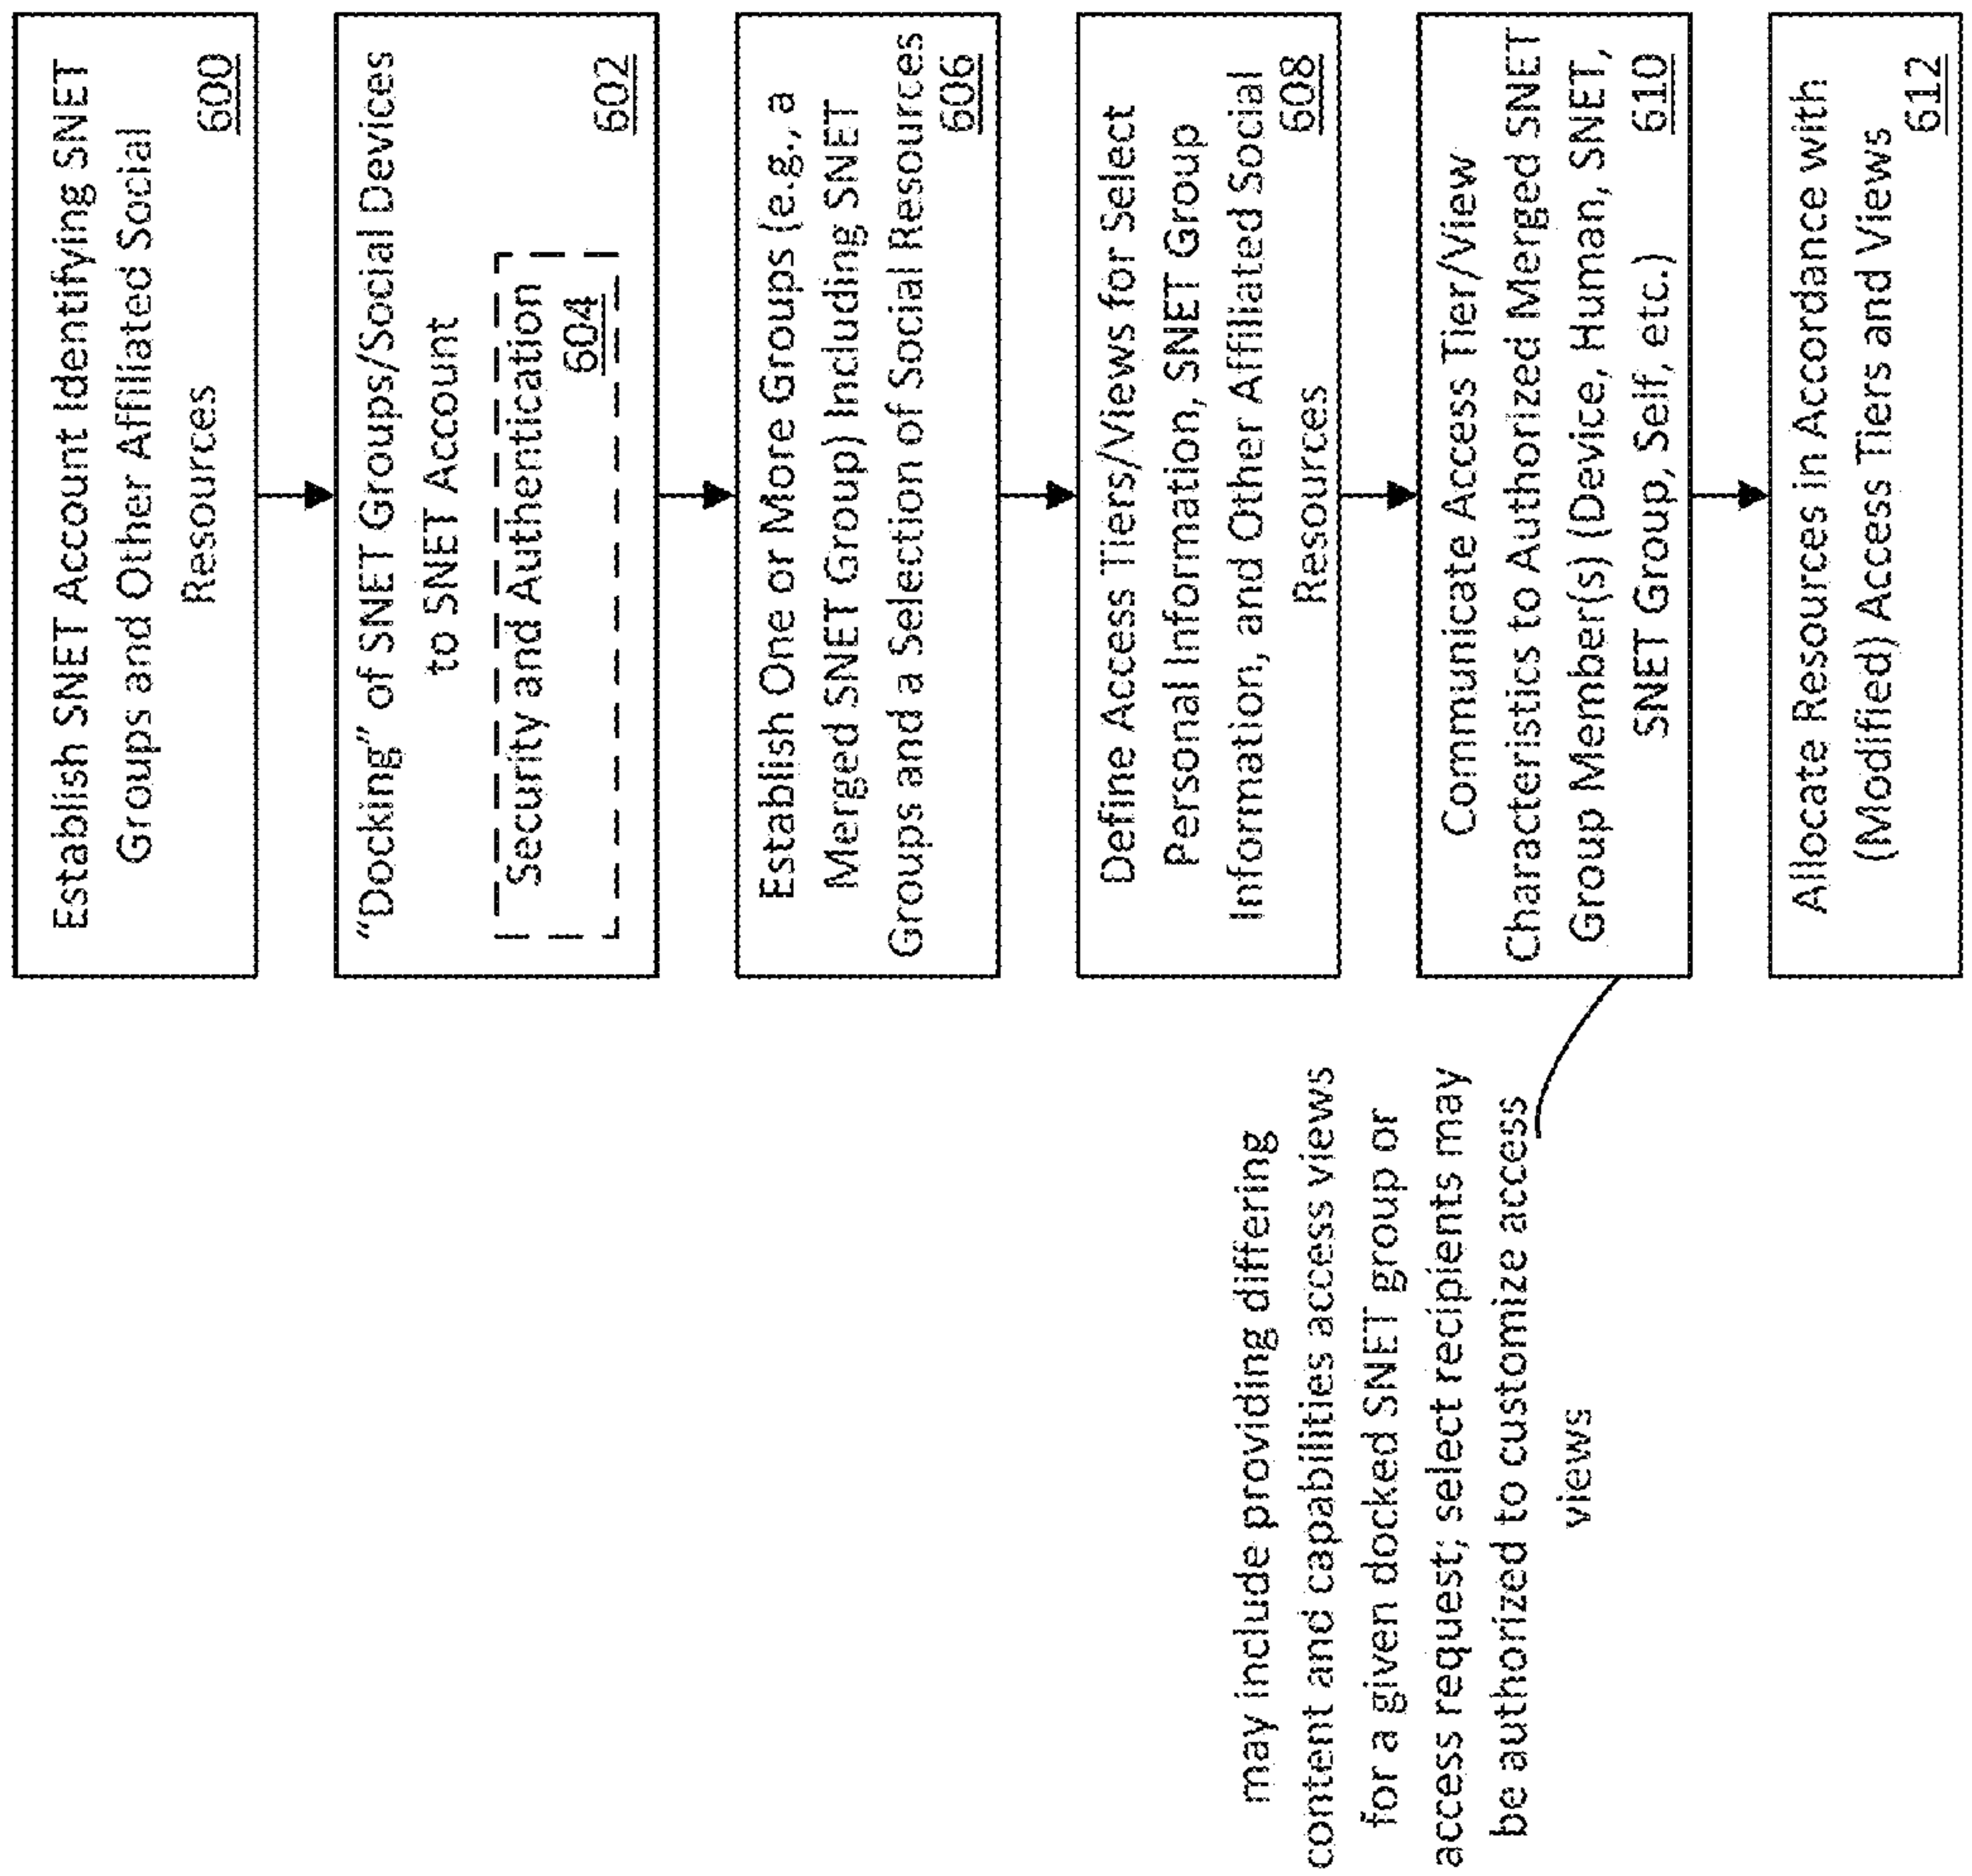 Establish SNET Account Identifying SNET
Groups and Other Affiliated Social
Resources
600
"Docking" of SNET Groups/Social Devices
to SNET Account
602
Security and Authentication
604
Establish One or More Groups (e.g., a
Merged SNET Group) Including SNET
Groups and a Selection of Social Resources
606
Define Access Tiers/Views for Select
Personal Information, SNET Group
Information, and Other Affiliated Social
Resources
608
Communicate Access Tier/View
Characteristics to Authorized Merged SNET
Group Member(s) (Device, Human, SNET,
SNET Group, Self, etc.)
610
Allocate Resources in Accordance with
(Modified) Access Tiers and Views
612
may include providing differing
content and capabilities access views
for a given docked SNET group or
access request; select recipients may
be authorized to customize access
views